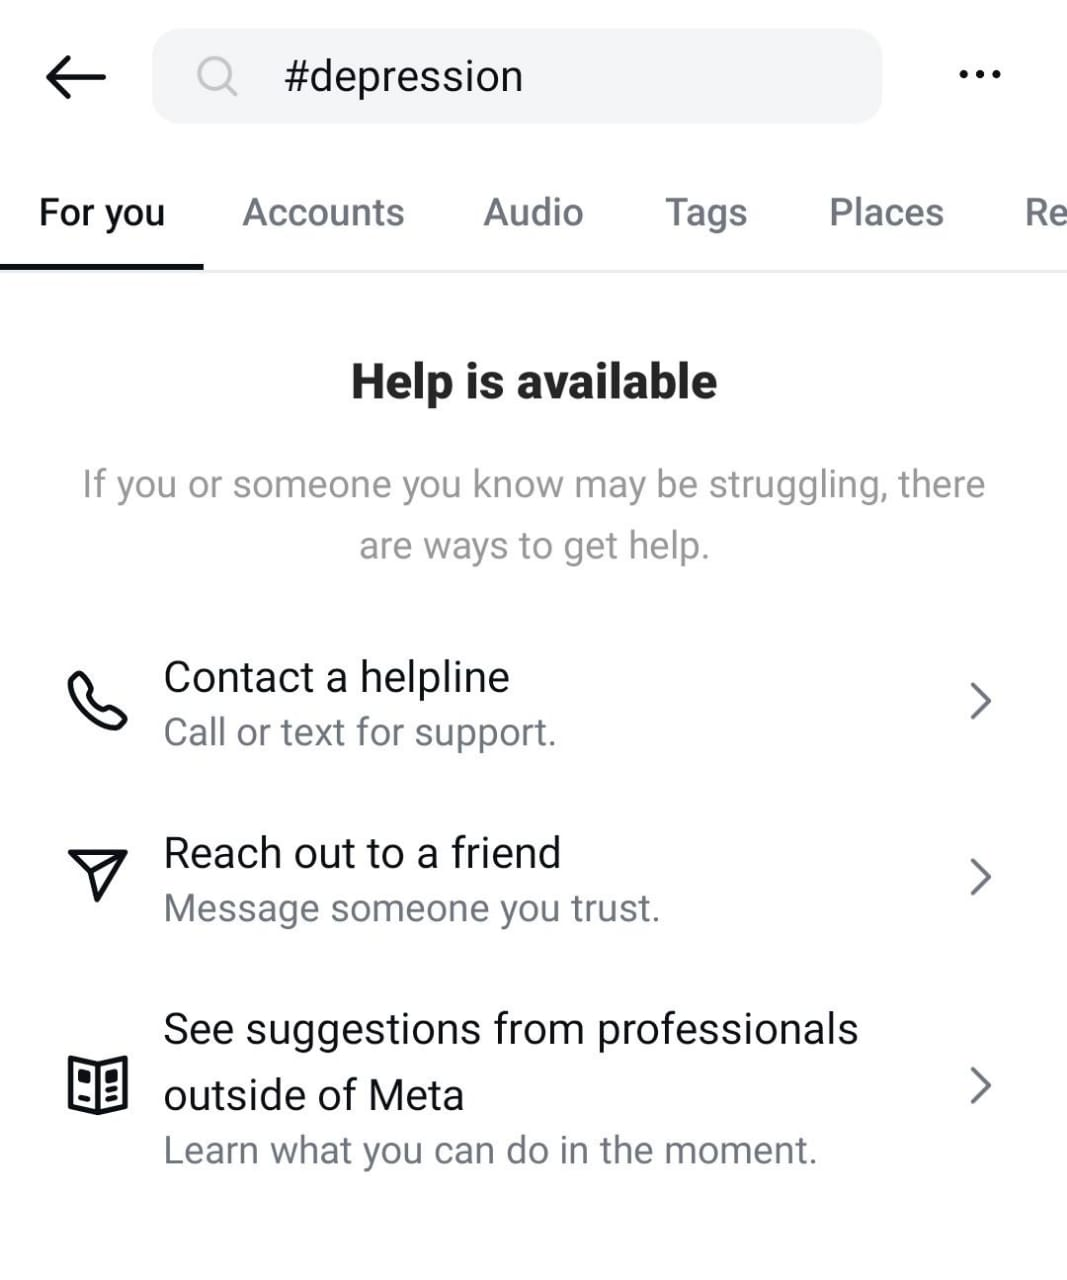 #depression
For you Accounts Audio Tags Places Re
Help is available
If you or someone you know may be struggling, there
are ways to get help.
Contact a helpline
Call or text for support.
Reach out to a friend
Message someone you trust.
See suggestions from professionals
outside of Meta
Learn what you can do in the moment.